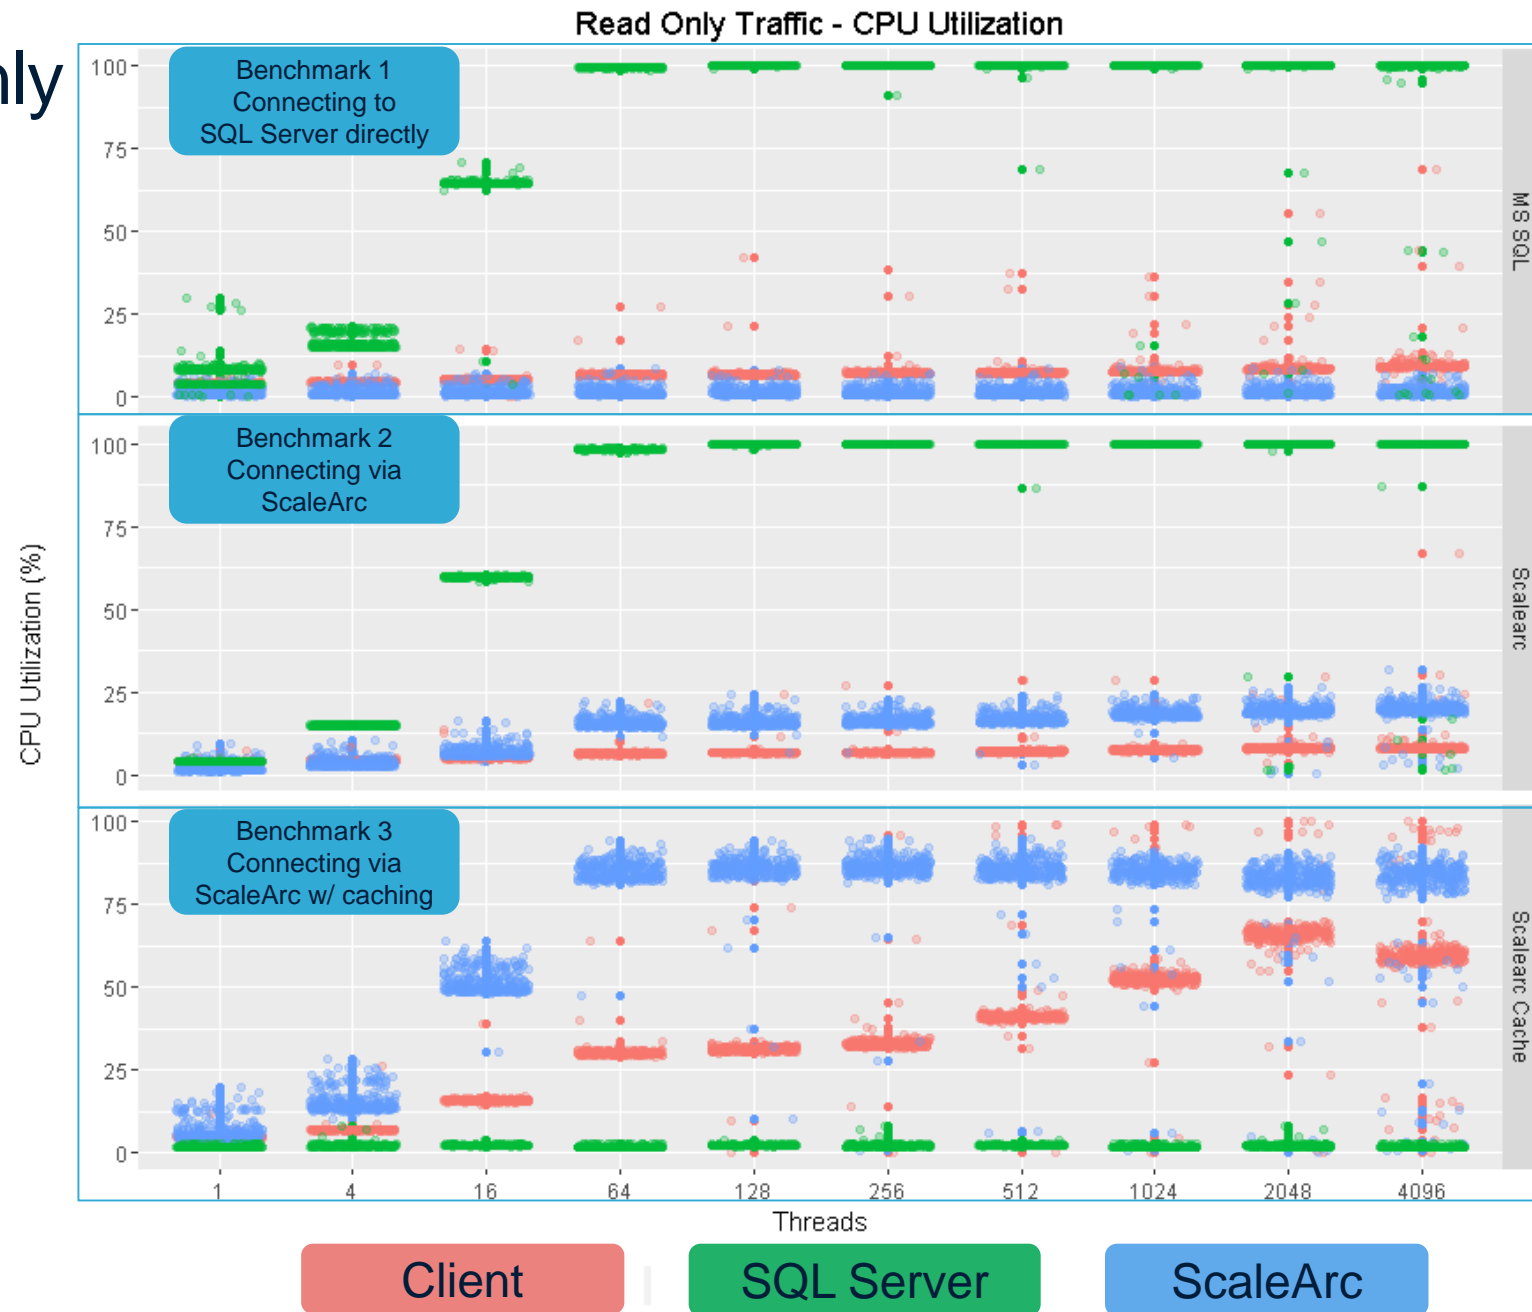 Read Only Traffic - CPU Utilization
nly
Benchmark 1
Connecting to
SQL Server directly
100
75
50
25
0
MS SQL
Benchmark 2
Connecting via
ScaleArc
100
75
50
25
0
Scalearc
CPU Utilization (%)
Benchmark 3
Connecting via
ScaleArc w/ caching
100
75
50
25
0
Scalearc Cache
1 4 16 64 128 256 512 1024 2048 4096
Threads
Client SQL Server ScaleArc